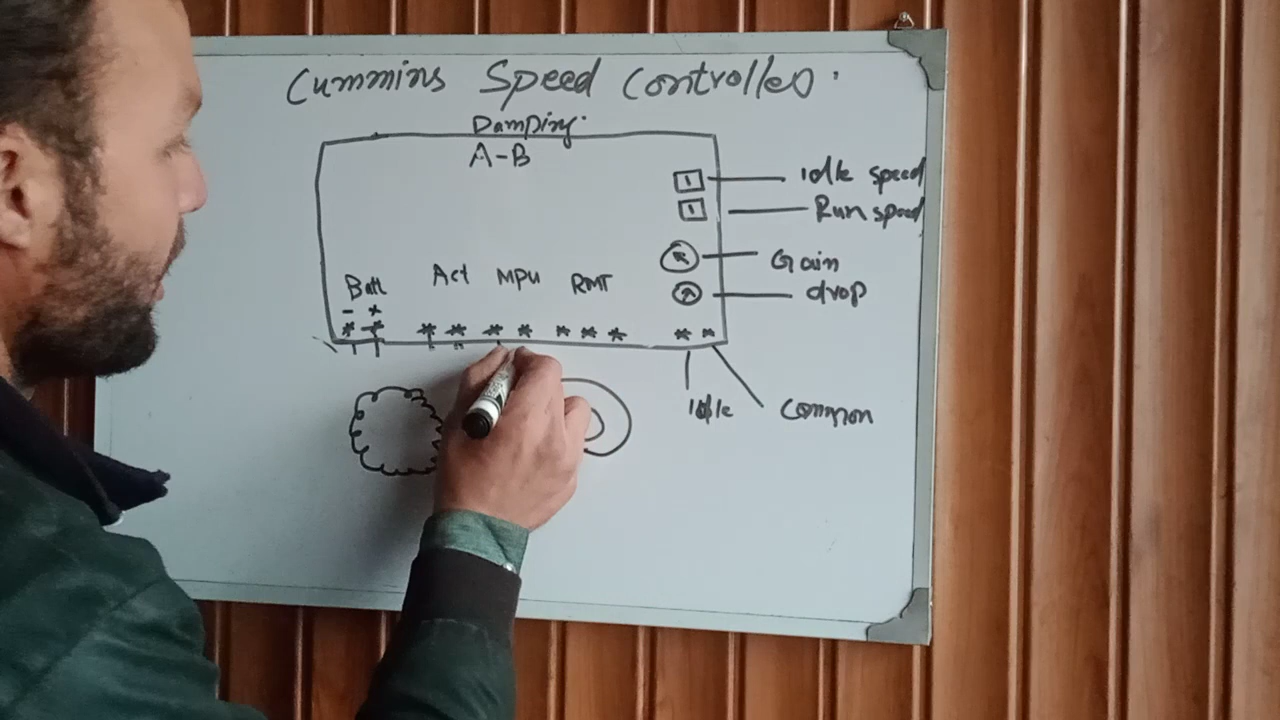 Cummins Speed Controller.
Damping.
A-B
Idle speed
Run speed
Gain
drop
Batt
Act
MPU
RMT
- +
* * * * * * * * * * *
Idle
Common